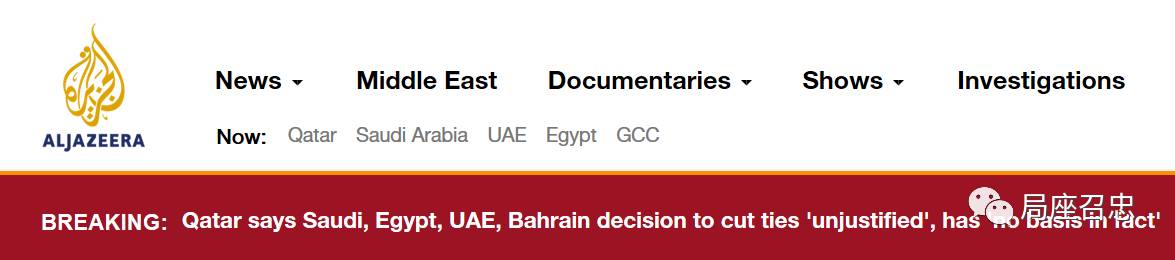 ALJAZEERA
News Middle East Documentaries Shows Investigations
Now: Qatar Saudi Arabia UAE Egypt GCC
BREAKING: Qatar says Saudi, Egypt, UAE, Bahrain decision to cut ties 'unjustified', has 'no basis in fact'
局座召忠